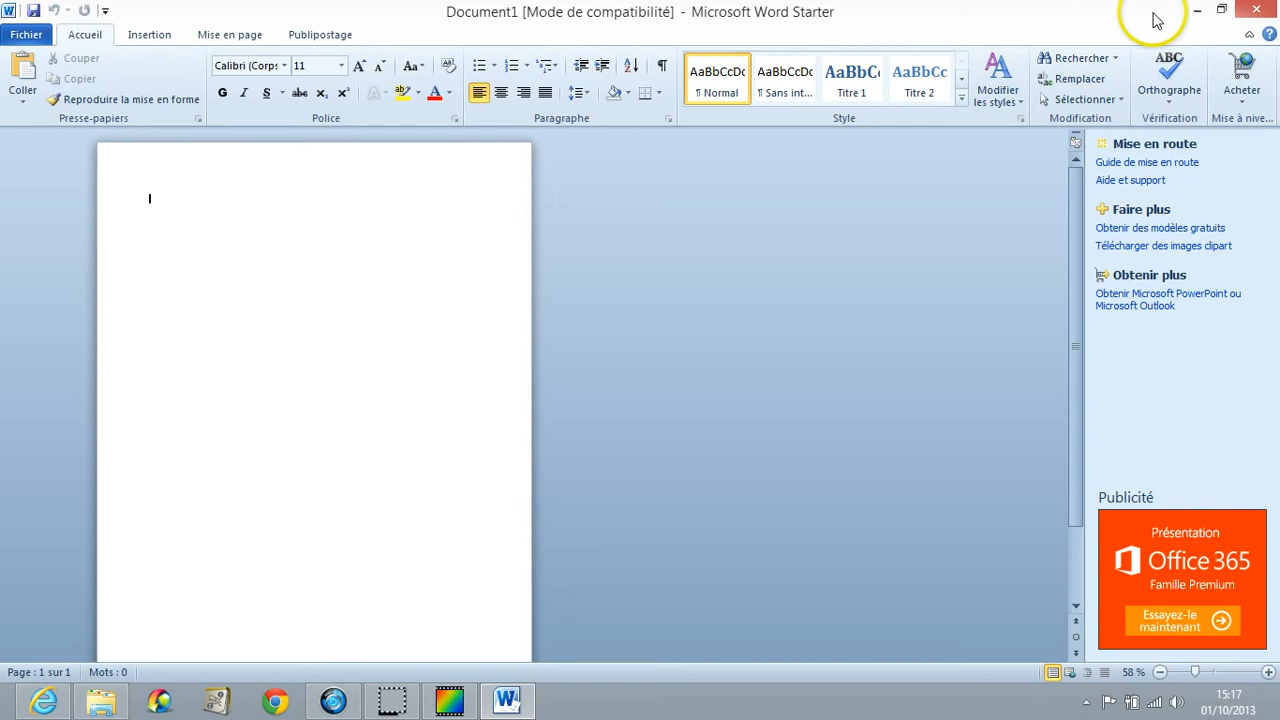 Document1 [Mode de compatibilité] - Microsoft Word Starter
Fichier Accueil Insertion Mise en page Publipostage
Coller
Couper
Copier
Reproduire la mise en forme
Presse-papiers
Calibri (Corps 11
G I S abc x₂ x²
Police
Paragraphe
AaBbCcDc AaBbCcDc AaBbCc AaBbCc
¶ Normal ¶ Sans int... Titre 1 Titre 2
Modifier
les styles
Style
Rechercher
Remplacer
Sélectionner
Modification
ABC
Orthographe
Vérification
Acheter
Mise à nive...
Mise en route
Guide de mise en route
Aide et support
Faire plus
Obtenir des modèles gratuits
Télécharger des images clipart
Obtenir plus
Obtenir Microsoft PowerPoint ou
Microsoft Outlook
Publicité
Présentation
Office 365
Famille Premium
Essayez-le
maintenant
Page : 1 sur 1 Mots : 0
58 %
15:17
01/10/2013